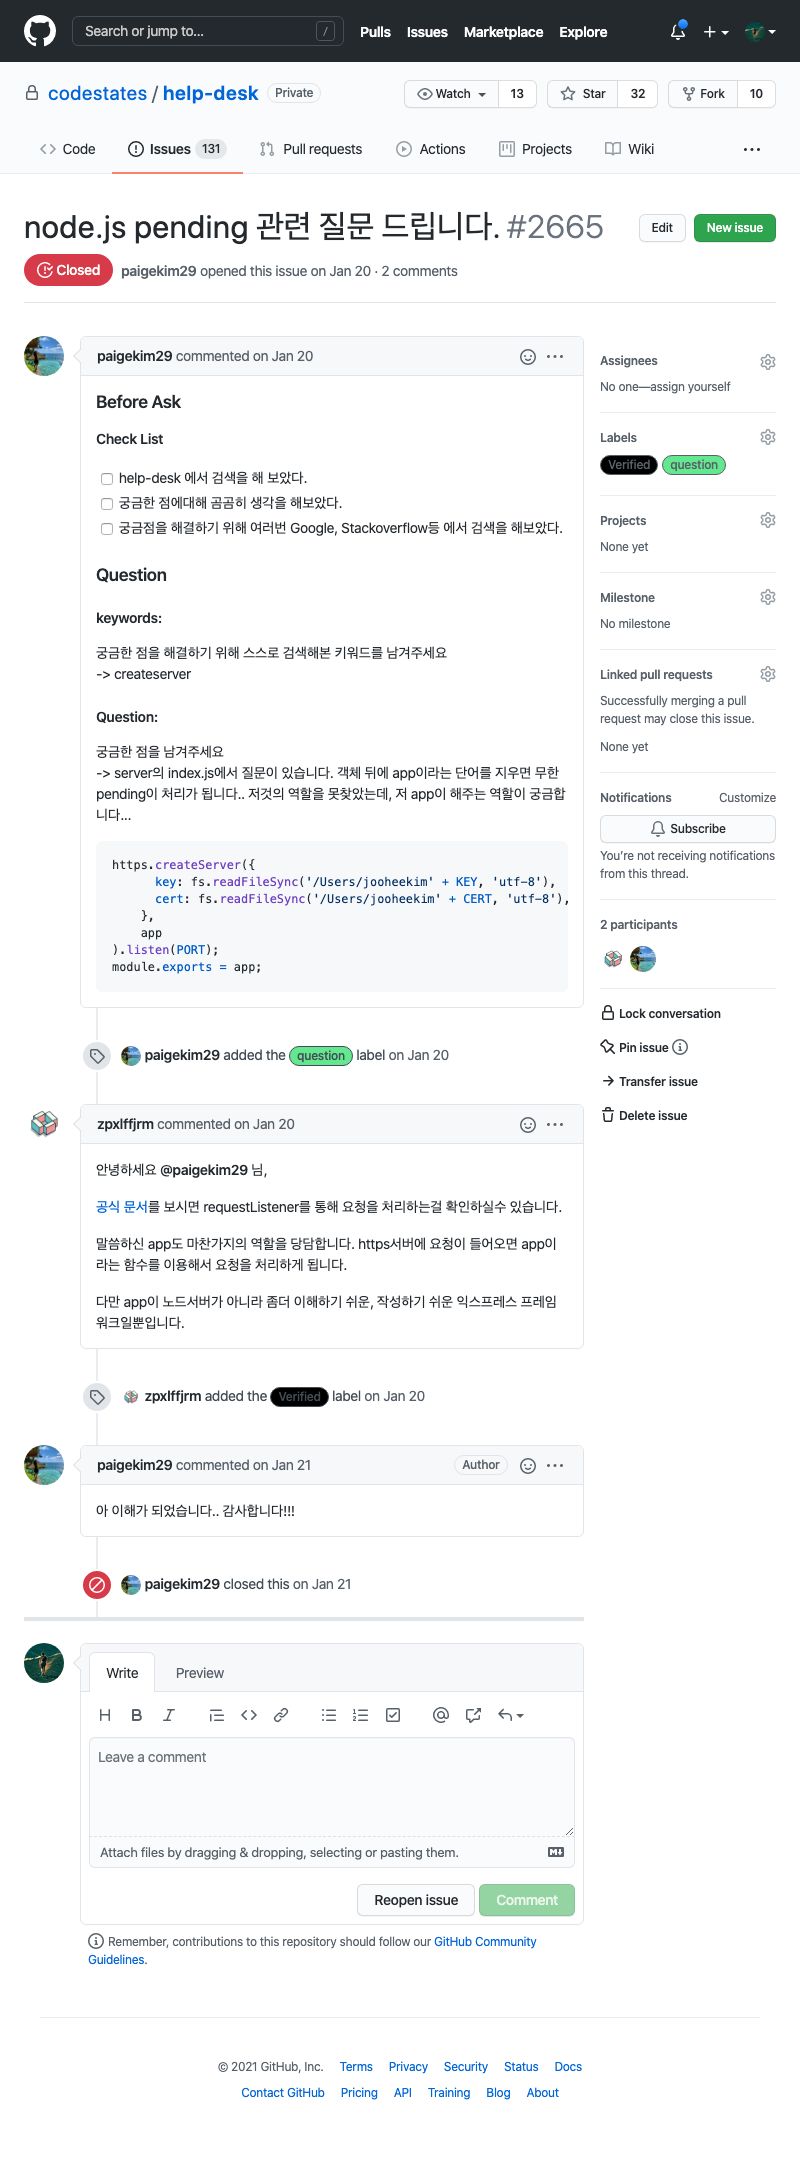 Search or jump to... /
Pulls Issues Marketplace Explore
codestates / help-desk Private
Watch 13 Star 32 Fork 10
Code Issues 131 Pull requests Actions Projects Wiki
node.js pending 관련 질문 드립니다. #2665
Edit New issue
Closed paigekim29 opened this issue on Jan 20 · 2 comments
paigekim29 commented on Jan 20
Before Ask
Check List
help-desk 에서 검색을 해 보았다.
궁금한 점에대해 곰곰히 생각을 해보았다.
궁금점을 해결하기 위해 여러번 Google, Stackoverflow등 에서 검색을 해보았다.
Question
keywords:
궁금한 점을 해결하기 위해 스스로 검색해본 키워드를 남겨주세요
-> createserver
Question:
궁금한 점을 남겨주세요
-> server의 index.js에서 질문이 있습니다. 객체 뒤에 app이라는 단어를 지우면 무한
pending이 처리가 됩니다.. 저것의 역할을 못찾았는데, 저 app이 해주는 역할이 궁금합
니다...
https.createServer({
key: fs.readFileSync('/Users/jooheekim' + KEY, 'utf-8'),
cert: fs.readFileSync('/Users/jooheekim' + CERT, 'utf-8'),
},
app
).listen(PORT);
module.exports = app;
paigekim29 added the question label on Jan 20
zpxlffjrm commented on Jan 20
안녕하세요 @paigekim29 님,
공식 문서를 보시면 requestListener를 통해 요청을 처리하는걸 확인하실수 있습니다.
말씀하신 app도 마찬가지의 역할을 담당합니다. https서버에 요청이 들어오면 app이
라는 함수를 이용해서 요청을 처리하게 됩니다.
다만 app이 노드서버가 아니라 좀더 이해하기 쉬운, 작성하기 쉬운 익스프레스 프레임
워크일뿐입니다.
zpxlffjrm added the Verified label on Jan 20
paigekim29 commented on Jan 21 Author
아 이해가 되었습니다.. 감사합니다!!!
paigekim29 closed this on Jan 21
Assignees
No one—assign yourself
Labels
Verified question
Projects
None yet
Milestone
No milestone
Linked pull requests
Successfully merging a pull
request may close this issue.
None yet
Notifications Customize
Subscribe
You're not receiving notifications
from this thread.
2 participants
Lock conversation
Pin issue
Transfer issue
Delete issue
Write Preview
Leave a comment
Attach files by dragging & dropping, selecting or pasting them.
Reopen issue Comment
Remember, contributions to this repository should follow our GitHub Community
Guidelines.
© 2021 GitHub, Inc. Terms Privacy Security Status Docs
Contact GitHub Pricing API Training Blog About